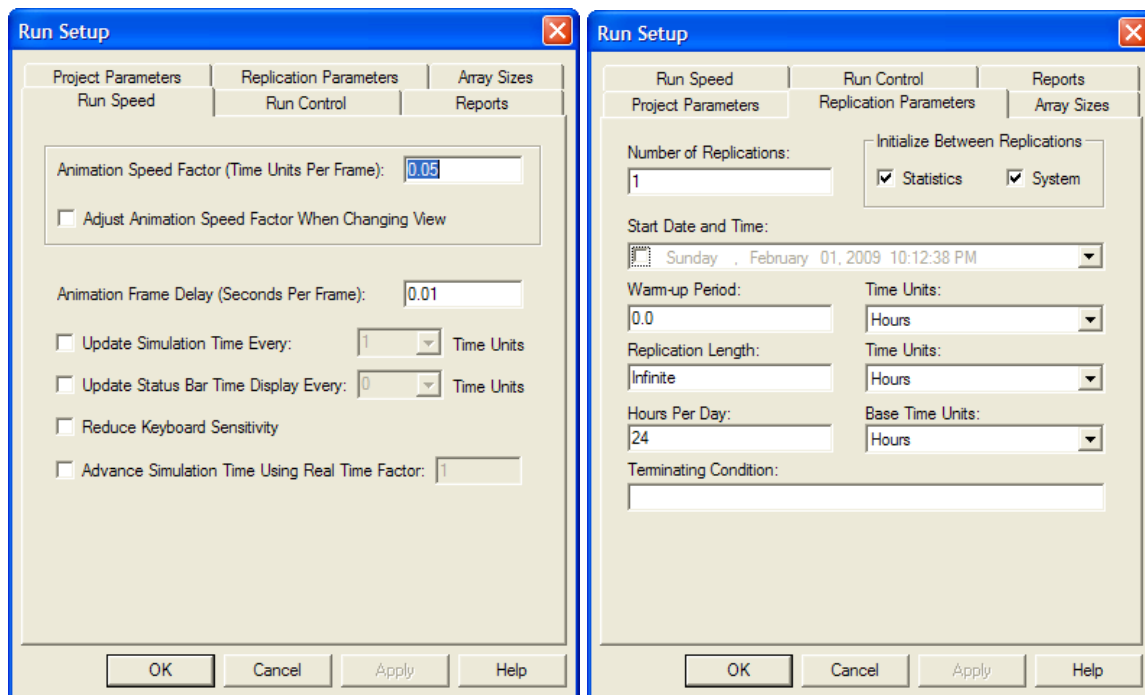 Run Setup
Project Parameters Replication Parameters Array Sizes
Run Speed Run Control Reports
Animation Speed Factor (Time Units Per Frame): 0.05
Adjust Animation Speed Factor When Changing View
Animation Frame Delay (Seconds Per Frame): 0.01
Update Simulation Time Every: 1 Time Units
Update Status Bar Time Display Every: 0 Time Units
Reduce Keyboard Sensitivity
Advance Simulation Time Using Real Time Factor: 1
OK Cancel Apply Help
Run Setup
Run Speed Run Control Reports
Project Parameters Replication Parameters Array Sizes
Number of Replications:
Initialize Between Replications
1
Statistics System
Start Date and Time:
Sunday , February 01, 2009 10:12:38 PM
Warm-up Period: Time Units:
0.0 Hours
Replication Length: Time Units:
Infinite Hours
Hours Per Day: Base Time Units:
24 Hours
Terminating Condition:
OK Cancel Apply Help